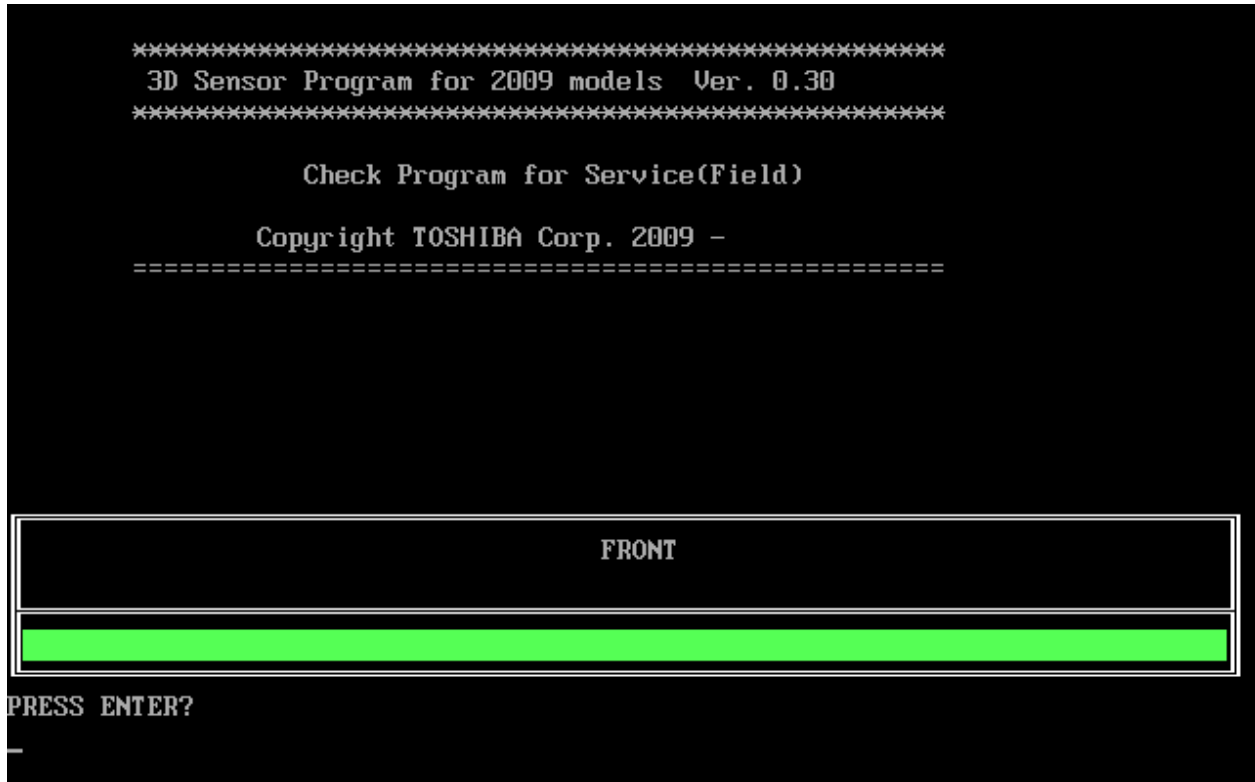 ****************************************************
3D Sensor Program for 2009 models Ver. 0.30
****************************************************
Check Program for Service(Field)
Copyright TOSHIBA Corp. 2009 -
====================================================
FRONT
PRESS ENTER?
_